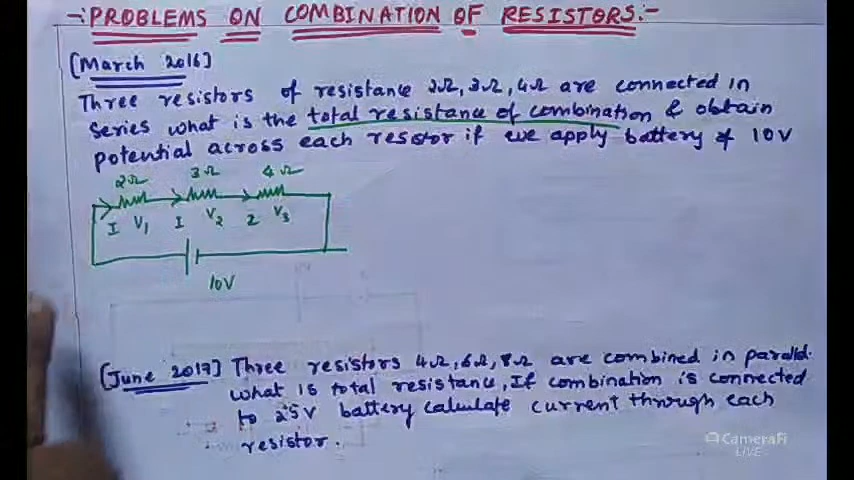 -:PROBLEMS ON COMBINATION OF RESISTORS:-
[March 2016]
Three resistors of resistance 2Ω, 3Ω, 4Ω are connected in
series what is the total resistance of combination & obtain
potential across each resistor if we apply battery of 10V
2Ω 3Ω 4Ω
I V1 I V2 I V3
10V
[June 2017] Three resistors 4Ω, 6Ω, 8Ω are combined in parallel.
what is total resistance, If combination is connected
to 25V battery calculate current through each
resistor.
CameraFi
LIVE